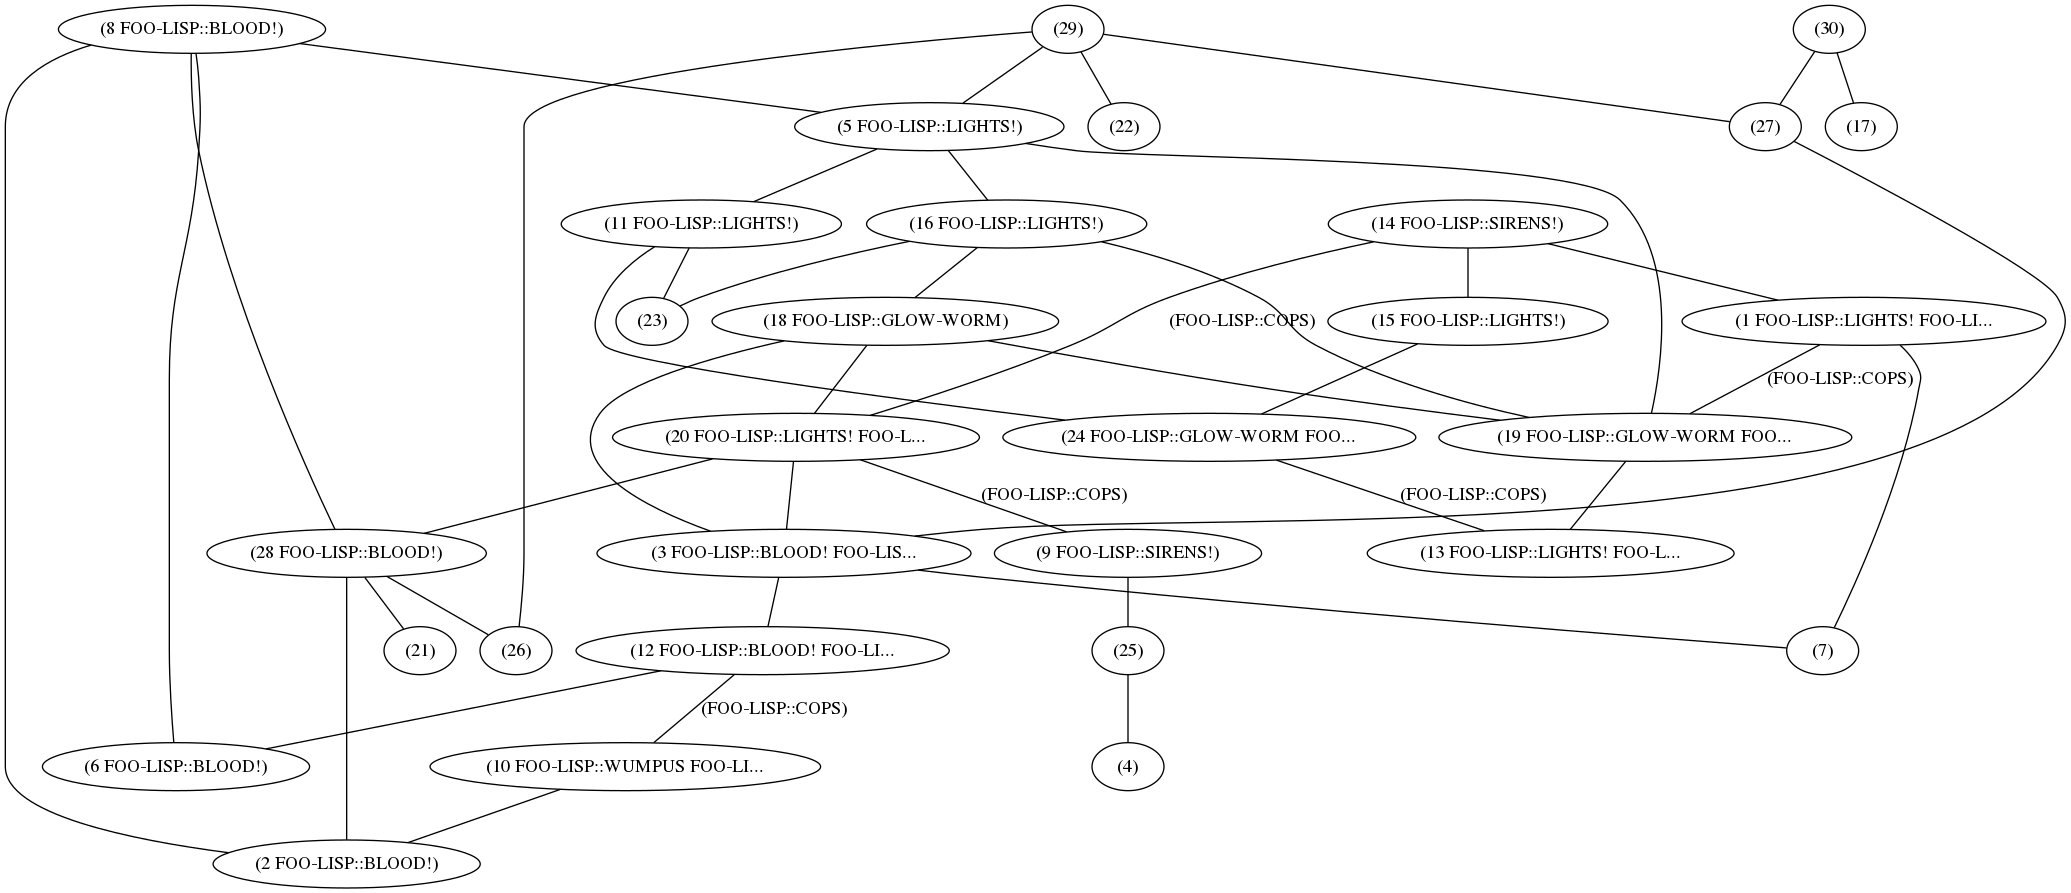 (8 FOO-LISP::BLOOD!)
(29)
(30)
(5 FOO-LISP::LIGHTS!)
(22)
(27)
(17)
(11 FOO-LISP::LIGHTS!)
(16 FOO-LISP::LIGHTS!)
(14 FOO-LISP::SIRENS!)
(23)
(18 FOO-LISP::GLOW-WORM)
(FOO-LISP::COPS)
(15 FOO-LISP::LIGHTS!)
(1 FOO-LISP::LIGHTS! FOO-LI...
(FOO-LISP::COPS)
(20 FOO-LISP::LIGHTS! FOO-L...
(24 FOO-LISP::GLOW-WORM FOO...
(19 FOO-LISP::GLOW-WORM FOO...
(FOO-LISP::COPS)
(FOO-LISP::COPS)
(28 FOO-LISP::BLOOD!)
(3 FOO-LISP::BLOOD! FOO-LIS...
(9 FOO-LISP::SIRENS!)
(13 FOO-LISP::LIGHTS! FOO-L...
(21)
(26)
(12 FOO-LISP::BLOOD! FOO-LI...
(25)
(7)
(FOO-LISP::COPS)
(6 FOO-LISP::BLOOD!)
(10 FOO-LISP::WUMPUS FOO-LI...
(4)
(2 FOO-LISP::BLOOD!)